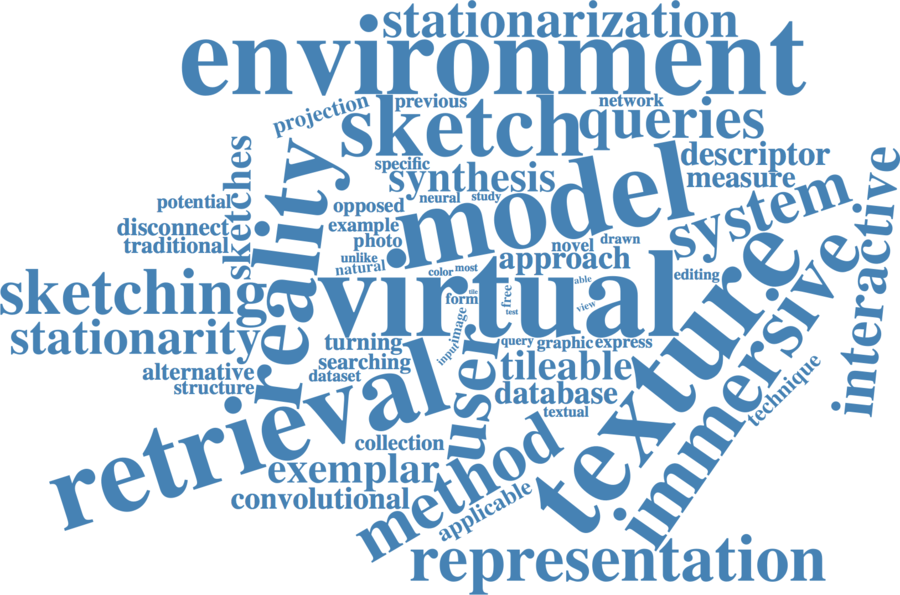 stationarization
environment
projection
previous
network
sketch
queries
specific
synthesis
descriptor
measure
sketches
reality
potential
opposed
neural
study
model
system
interactive
disconnect
traditional
example
photo
unlike
natural
novel
drawn
approach
color
most
editing
sketching
virtual
form
tile
free
test
able
view
texture
immersive
stationarity
turning
image
input
query
graphic
express
searching
alternative
structure
dataset
retrieval
user
tileable
database
textual
technique
collection
exemplar
convolutional
method
applicable
representation